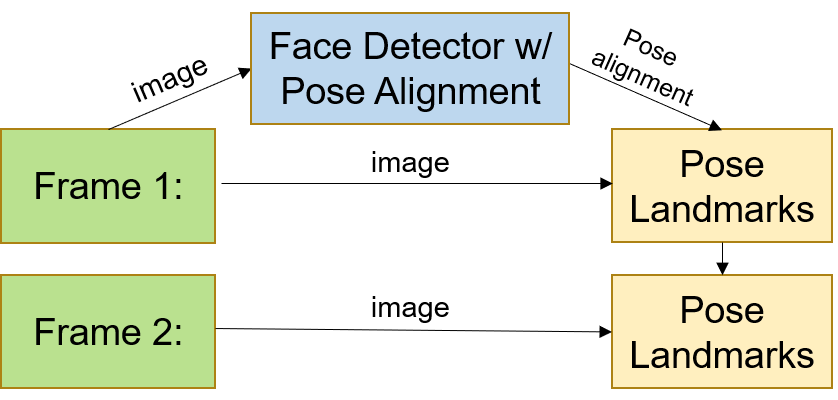 Face Detector w/
Pose Alignment
image
Pose
alignment
Frame 1:
image
Pose
Landmarks
Frame 2:
image
Pose
Landmarks